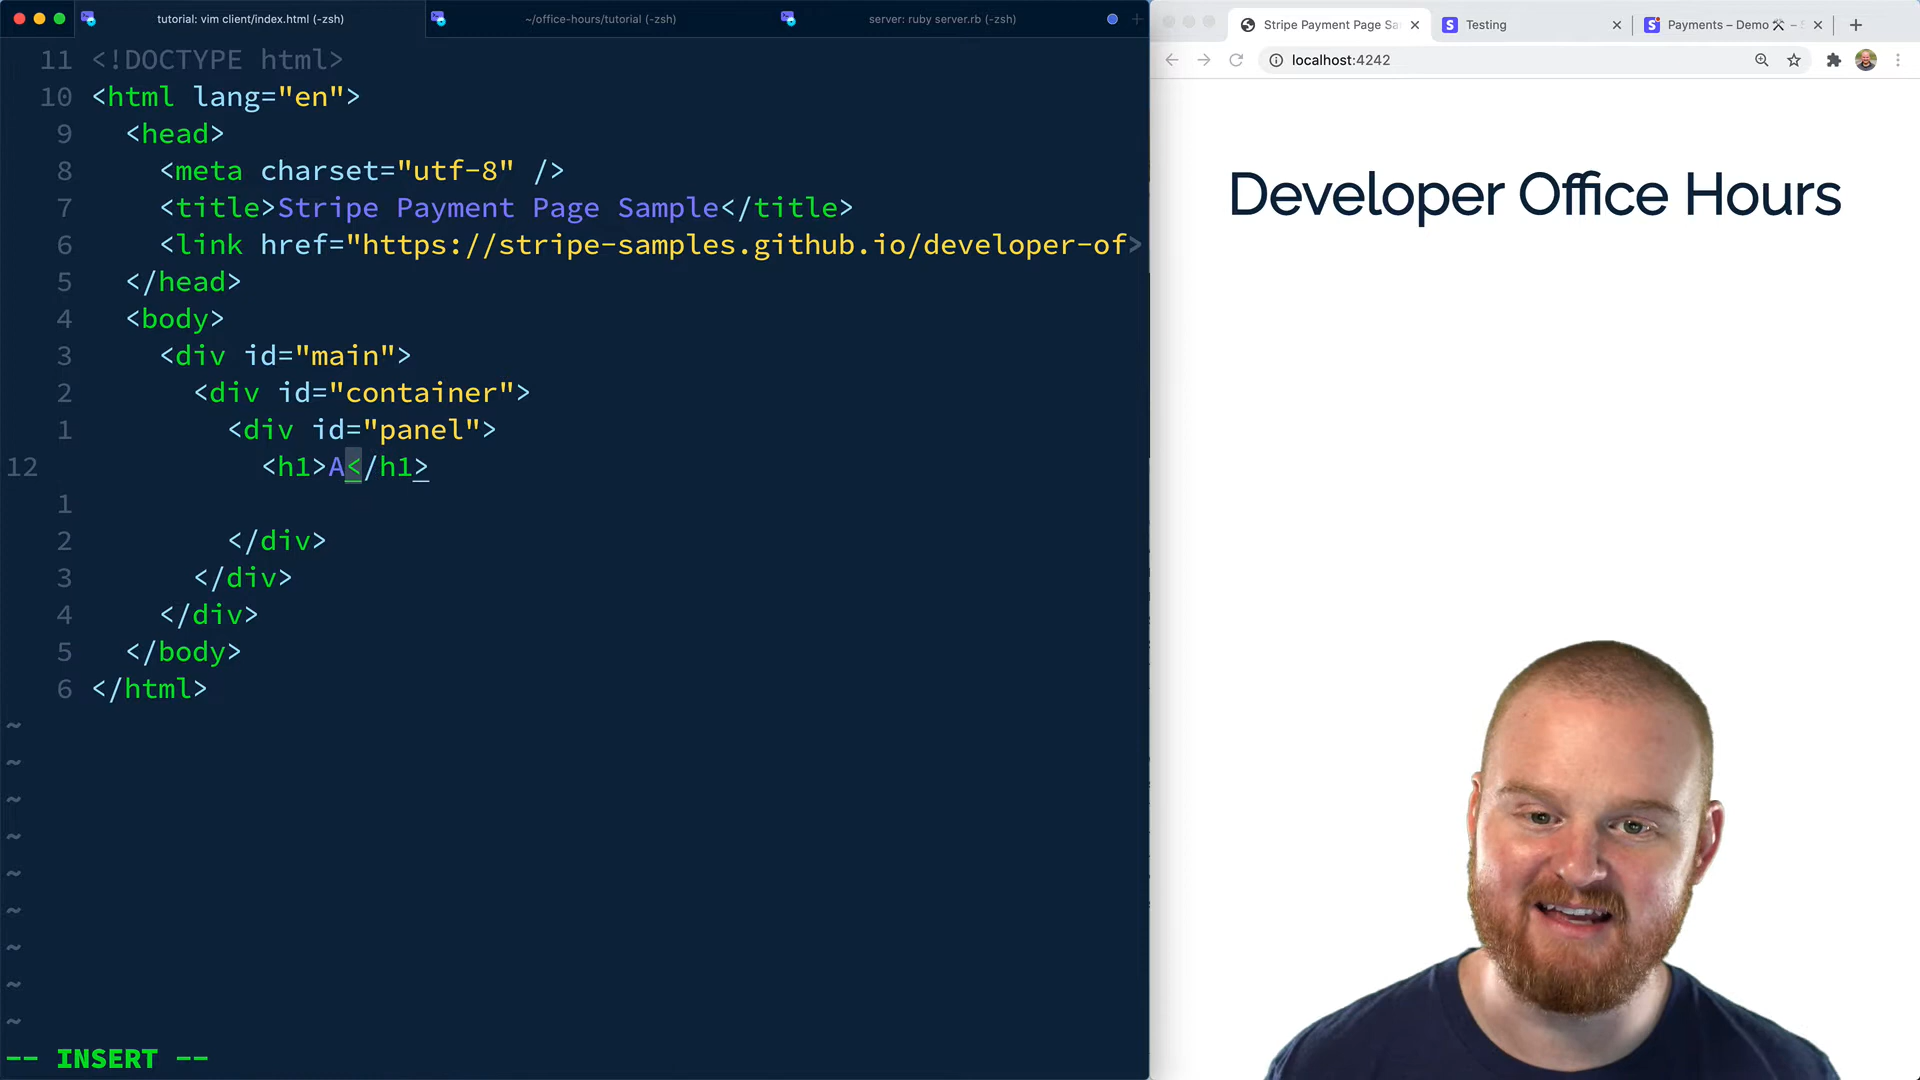 tutorial: vim client/index.html (-zsh)
~/office-hours/tutorial (-zsh)
server: ruby server.rb (-zsh)
11 <!DOCTYPE html>
10 <html lang="en">
9 <head>
8 <meta charset="utf-8" />
7 <title>Stripe Payment Page Sample</title>
6 <link href="https://stripe-samples.github.io/developer-of>
5 </head>
4 <body>
3 <div id="main">
2 <div id="container">
1 <div id="panel">
12 <h1>A</h1>
1
2 </div>
3 </div>
4 </div>
5 </body>
6 </html>
~
~
~
~
~
~
~
~
~
-- INSERT --
Stripe Payment Page Sa
Testing
Payments – Demo ⚒ –
localhost:4242
Developer Office Hours